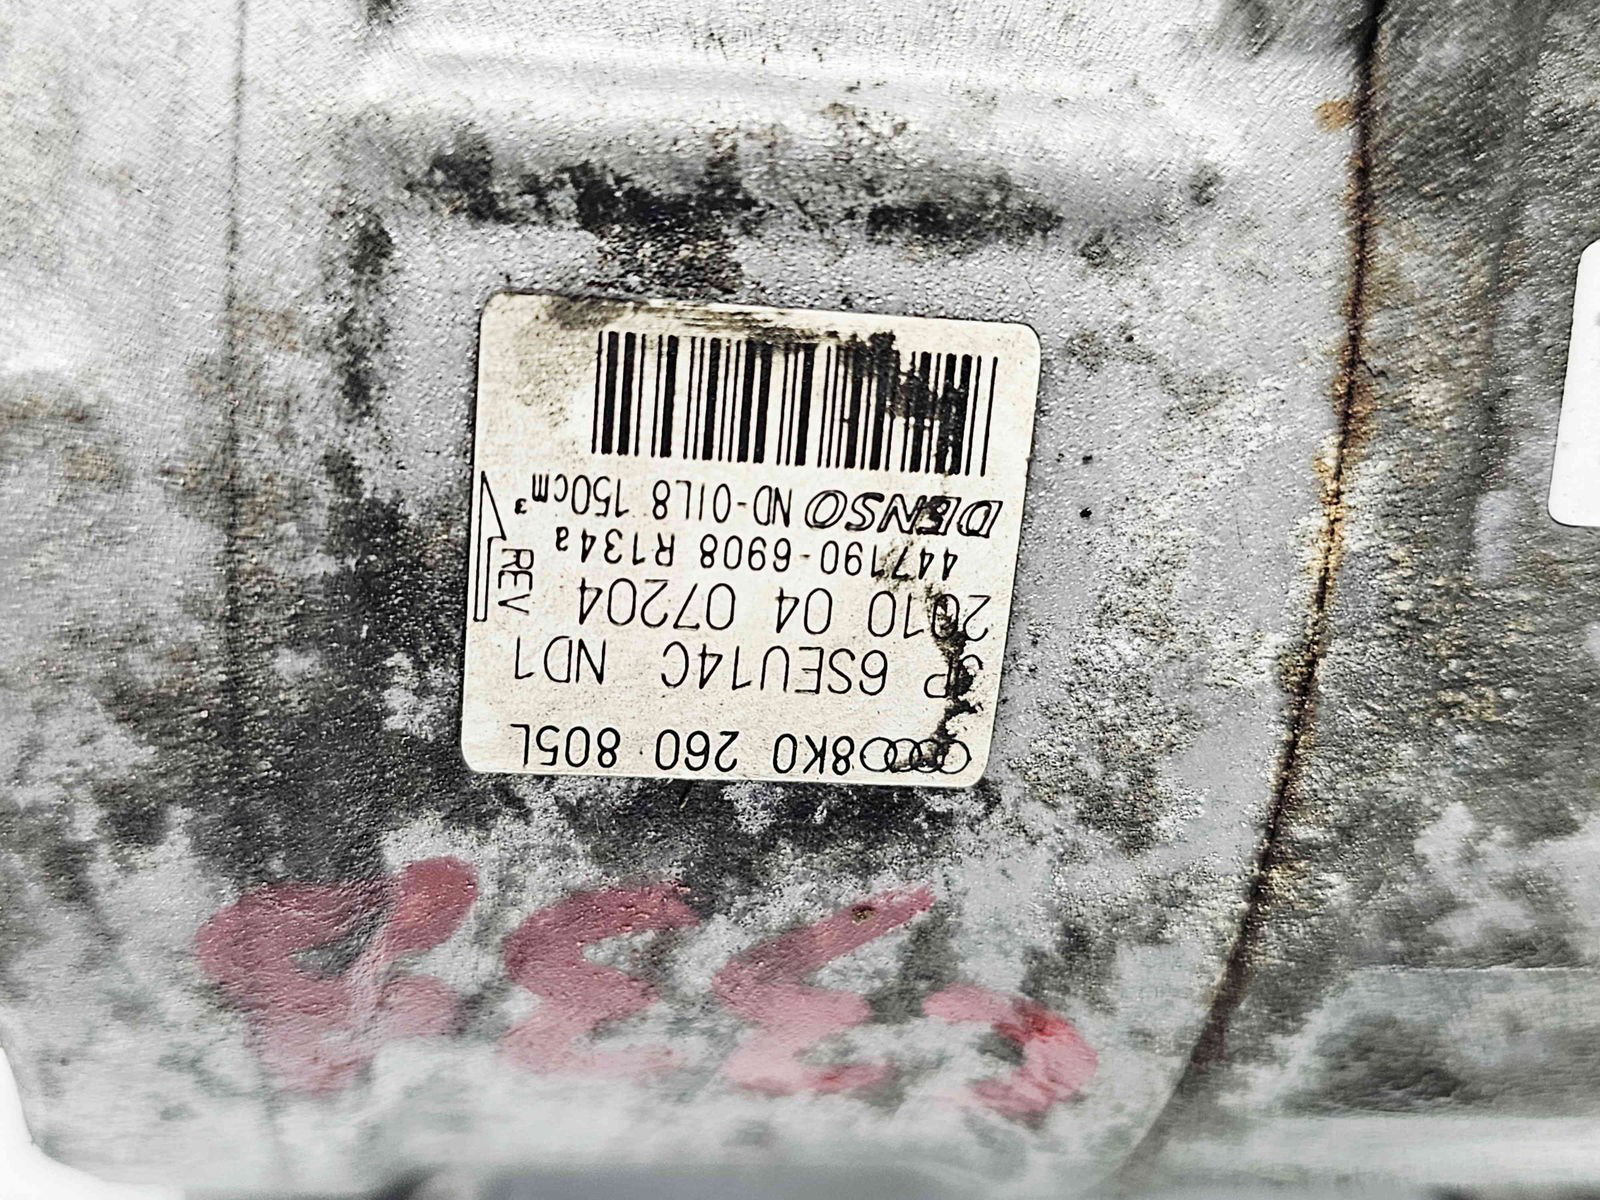 8K0 260 805L
6SEU14C ND1
2010 04 07204
447190-6908 R134a
DENSO ND-OIL8 150cm³
REV